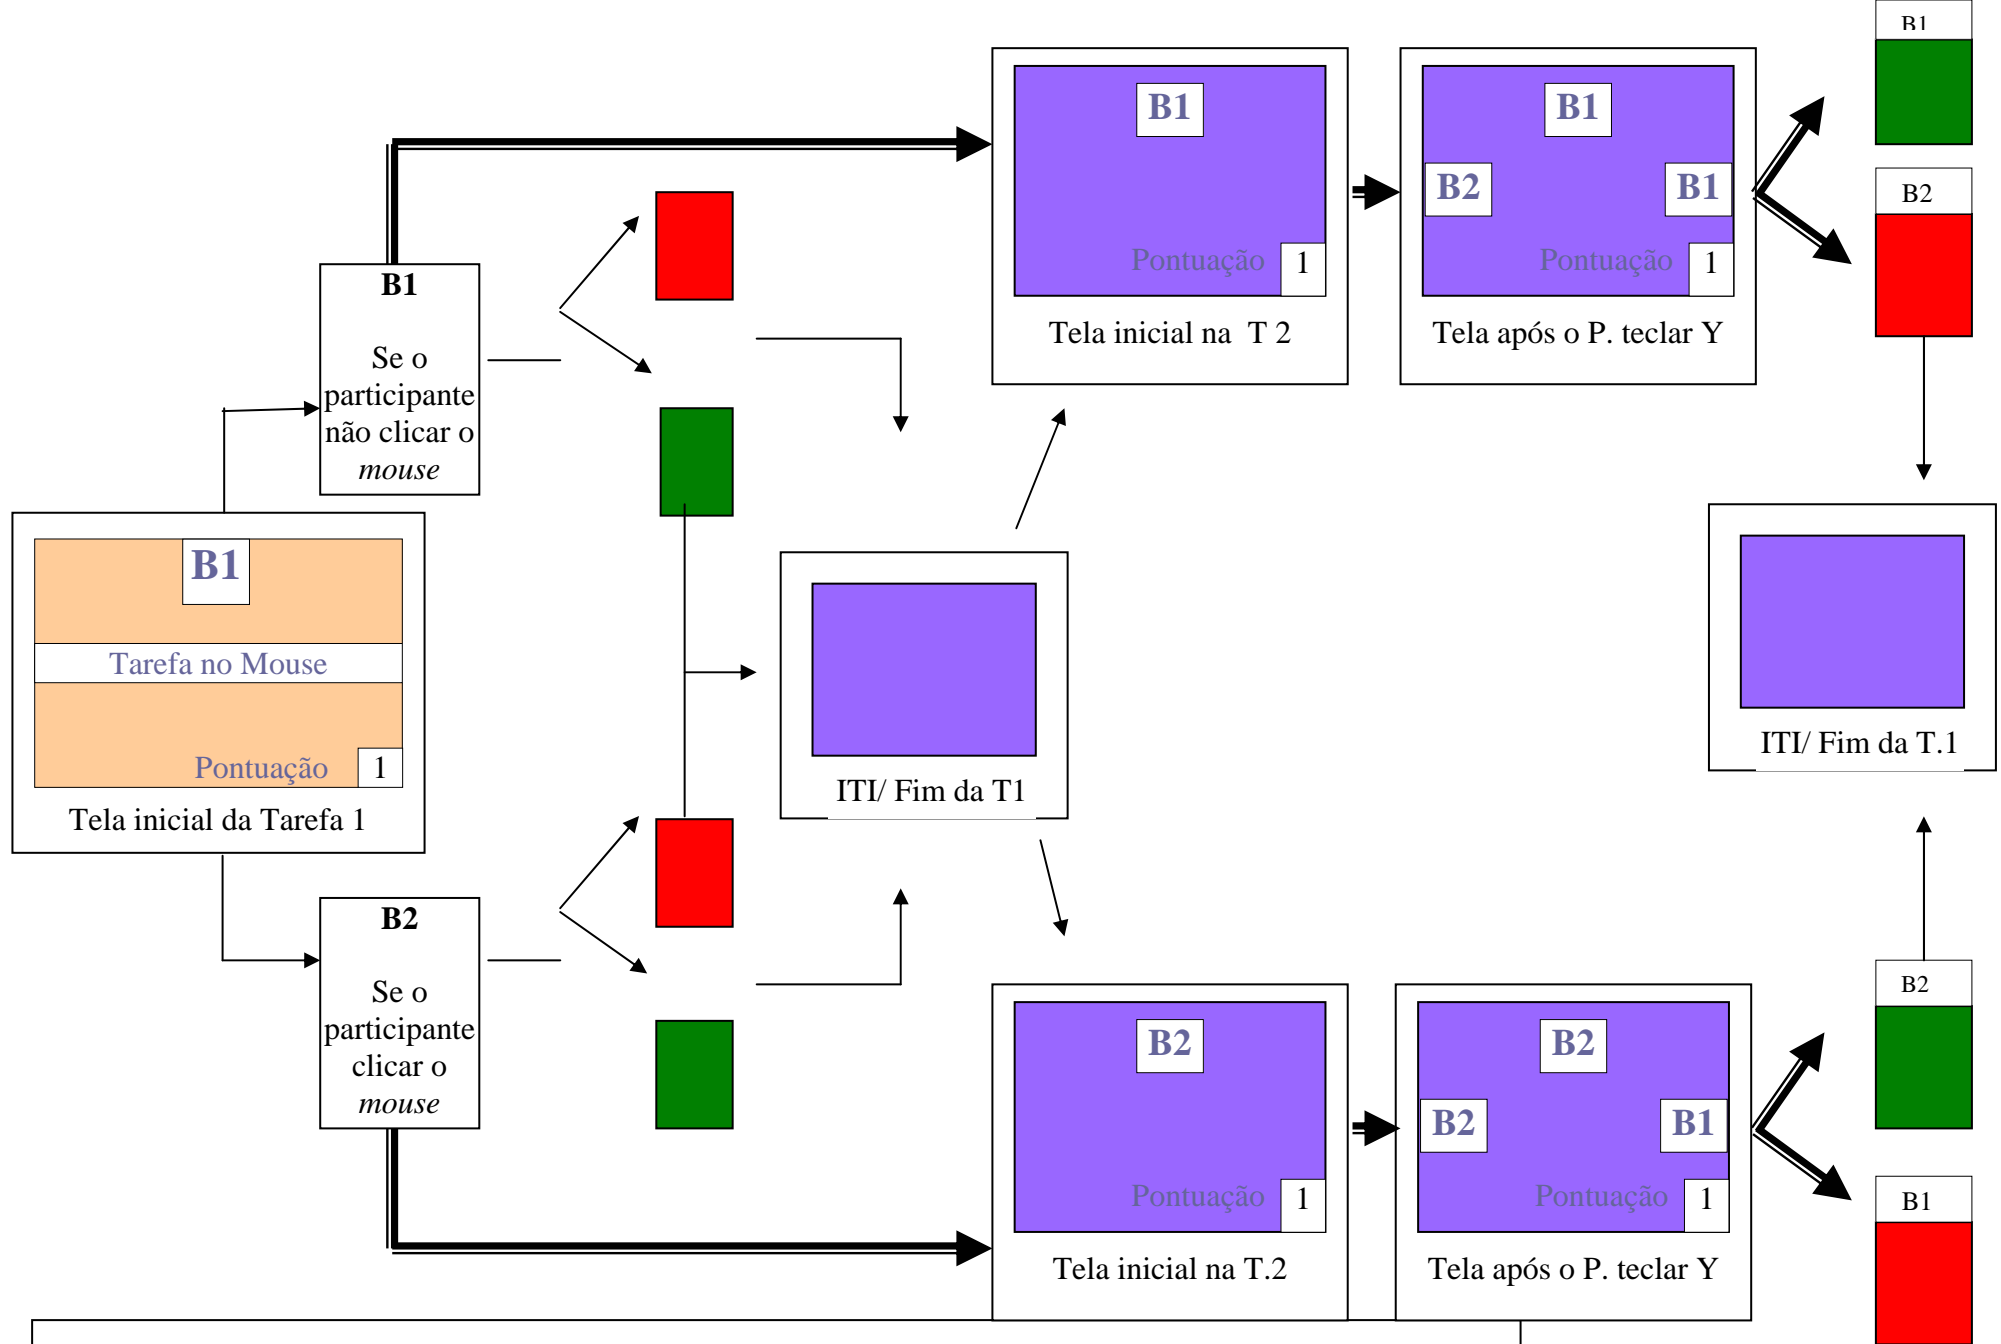 B1
B1
Pontuação 1
Tela inicial na T 2
B1
B2 B1
Pontuação 1
Tela após o P. teclar Y
B2
B1
Se o
participante
não clicar o
mouse
B1
Tarefa no Mouse
Pontuação 1
Tela inicial da Tarefa 1
ITI/ Fim da T1
ITI/ Fim da T.1
B2
Se o
participante
clicar o
mouse
B2
Pontuação 1
Tela inicial na T.2
B2
B2 B1
Pontuação 1
Tela após o P. teclar Y
B2
B1